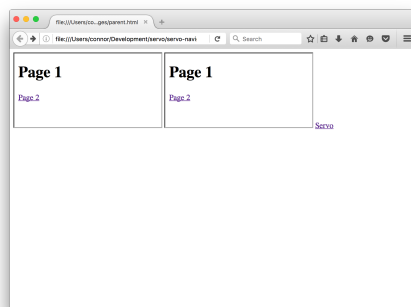 file:///Users/co...ges/parent.html
file:///Users/connor/Development/servo/servo-navi
Search
Page 1
Page 2
Page 1
Page 2
Servo